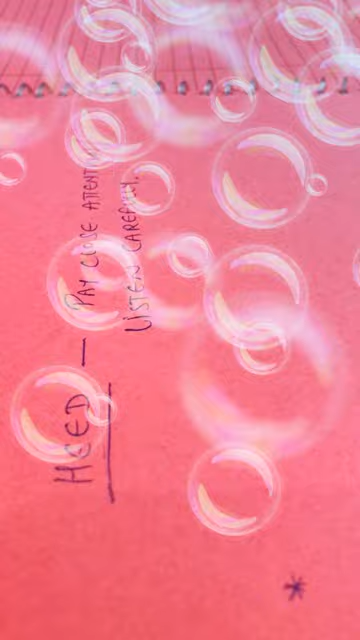 HEED — PAY CLOSE ATTENTION,
LISTEN CAREFULLY.
*